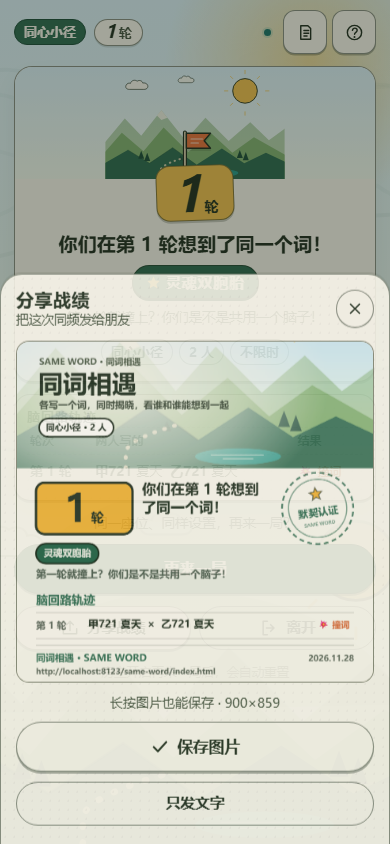 同心小径
1轮
1轮
你们在第 1 轮想到了同一个词！
灵魂双胞胎
分享战绩
把这次同频发给朋友
SAME WORD · 同词相遇
同词相遇
各写一个词，同时揭晓，看谁和谁能想到一起
同心小径 · 2 人
1 轮
你们在第 1 轮想到
了同一个词！
默契认证
SAME WORD
灵魂双胞胎
第一轮就撞上？你们是不是共用一个脑子！
脑回路轨迹
第 1 轮 甲721 夏天 × 乙721 夏天 撞词
同词相遇 · SAME WORD 2026.11.28
http://localhost:8123/same-word/index.html
长按图片也能保存 · 900×859
保存图片
只发文字